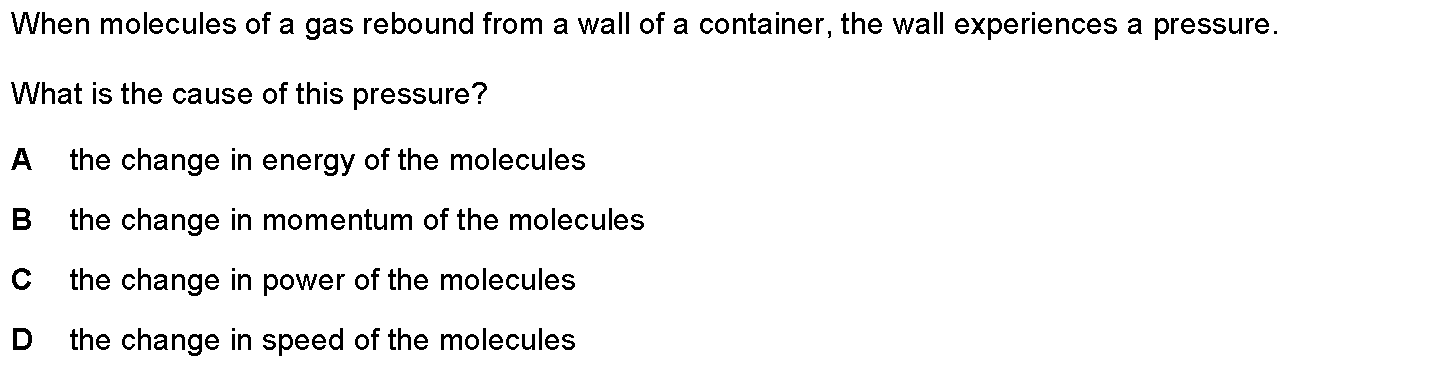 When molecules of a gas rebound from a wall of a container, the wall experiences a pressure.
What is the cause of this pressure?
A the change in energy of the molecules
B the change in momentum of the molecules
C the change in power of the molecules
D the change in speed of the molecules